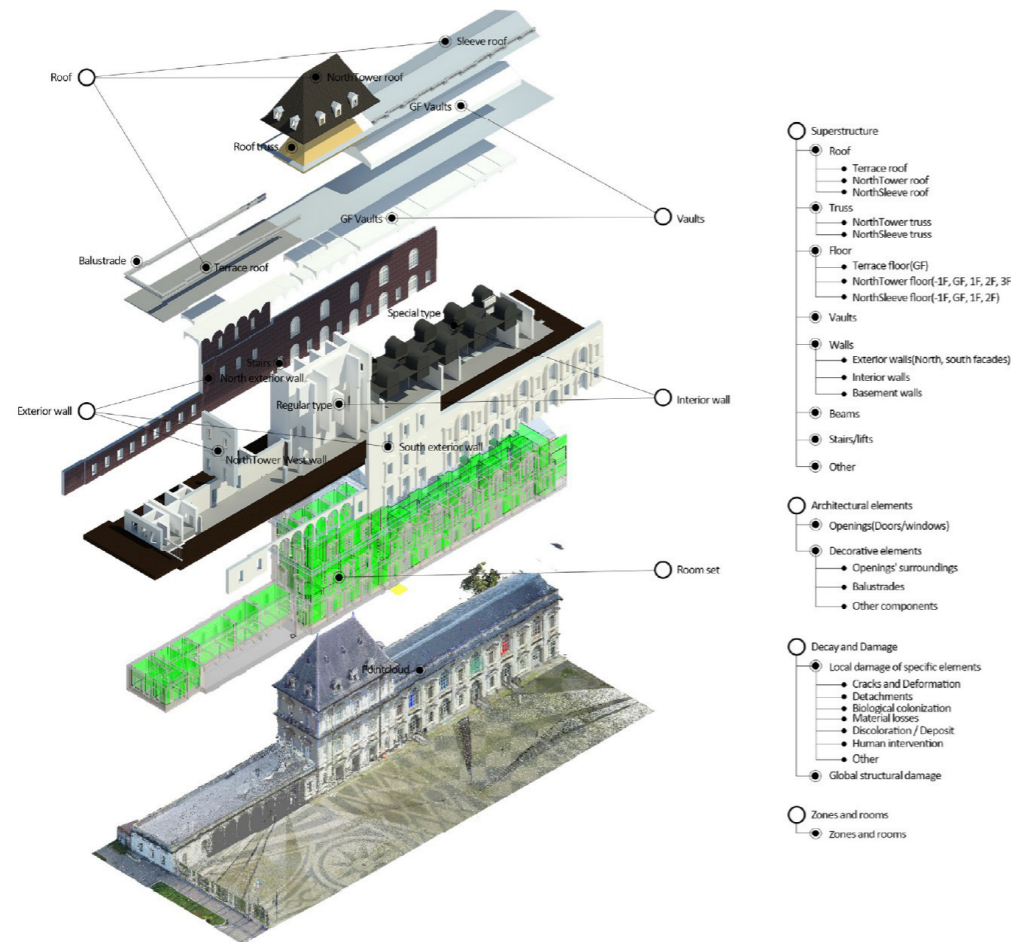 Sleeve roof
Roof
NorthTower roof
GF Vaults
Roof truss
GF Vaults
Vaults
Balustrade
Terrace roof
Special type
Stairs
North exterior wall
Regular type
Interior wall
Exterior wall
South exterior wall
NorthTower West wall
Room set
Pointcloud
Superstructure
Roof
Terrace roof
NorthTower roof
NorthSleeve roof
Truss
NorthTower truss
NorthSleeve truss
Floor
Terrace floor(GF)
NorthTower floor(-1F, GF, 1F, 2F, 3F
NorthSleeve floor(-1F, GF, 1F, 2F)
Vaults
Walls
Exterior walls(North, south facades)
Interior walls
Basement walls
Beams
Stairs/lifts
Other
Architectural elements
Openings(Doors/windows)
Decorative elements
Openings' surroundings
Balustrades
Other components
Decay and Damage
Local damage of specific elements
Cracks and Deformation
Detachments
Biological colonization
Material losses
Discoloration / Deposit
Human intervention
Other
Global structural damage
Zones and rooms
Zones and rooms